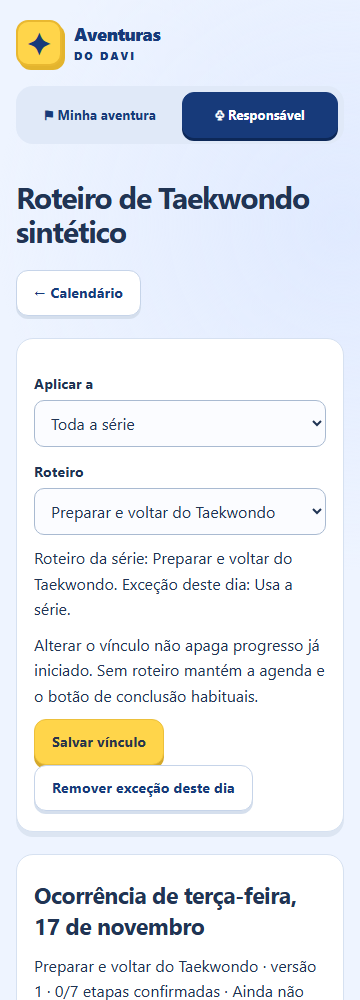 Aventuras
DO DAVI
Minha aventura
Responsável
Roteiro de Taekwondo
sintético
← Calendário
Aplicar a
Toda a série
Roteiro
Preparar e voltar do Taekwondo
Roteiro da série: Preparar e voltar do
Taekwondo. Exceção deste dia: Usa a
série.
Alterar o vínculo não apaga progresso já
iniciado. Sem roteiro mantém a agenda e
o botão de conclusão habituais.
Salvar vínculo
Remover exceção deste dia
Ocorrência de terça-feira,
17 de novembro
Preparar e voltar do Taekwondo · versão
1 · 0/7 etapas confirmadas · Ainda não